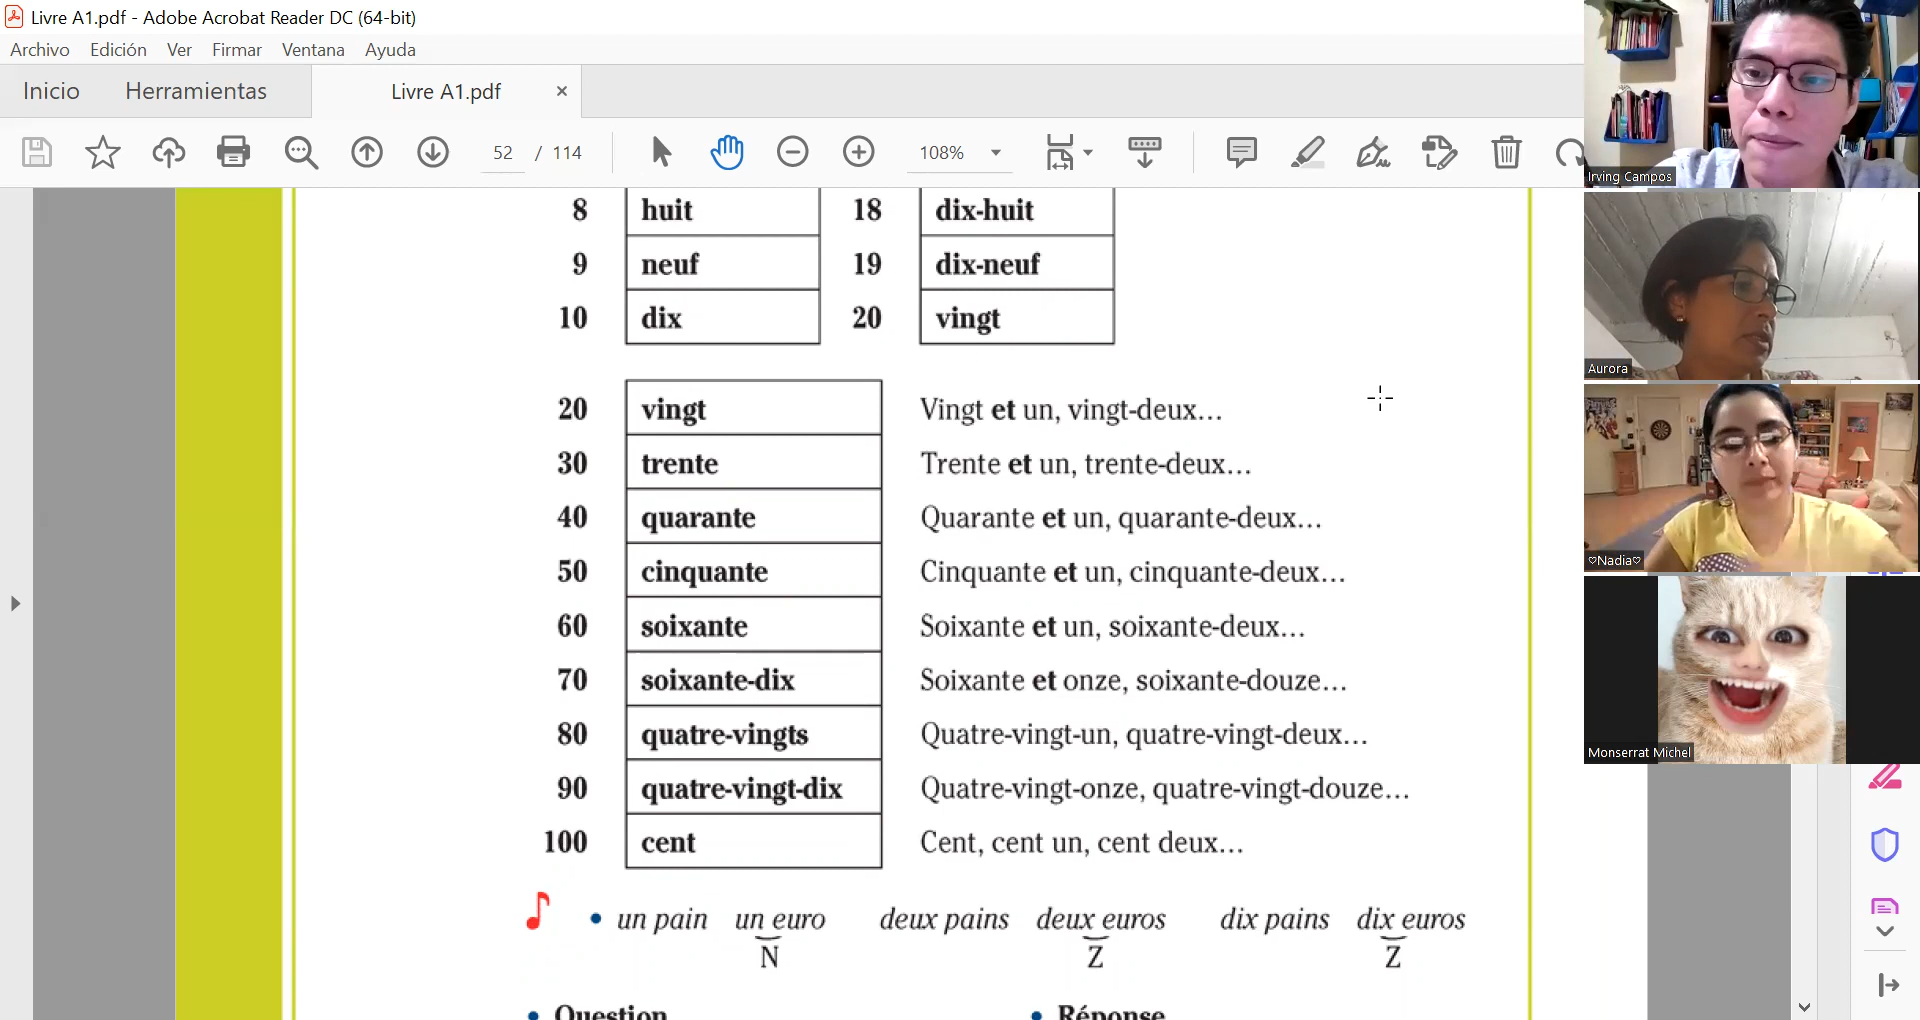 Livre A1.pdf - Adobe Acrobat Reader DC (64-bit)
Archivo Edición Ver Firmar Ventana Ayuda
Inicio Herramientas Livre A1.pdf ×
52 / 114 108%
8 huit 18 dix-huit
9 neuf 19 dix-neuf
10 dix 20 vingt
20 vingt Vingt et un, vingt-deux...
30 trente Trente et un, trente-deux...
40 quarante Quarante et un, quarante-deux...
50 cinquante Cinquante et un, cinquante-deux...
60 soixante Soixante et un, soixante-deux...
70 soixante-dix Soixante et onze, soixante-douze...
80 quatre-vingts Quatre-vingt-un, quatre-vingt-deux...
90 quatre-vingt-dix Quatre-vingt-onze, quatre-vingt-douze...
100 cent Cent, cent un, cent deux...
• un pain un euro deux pains deux euros dix pains dix euros
N Z Z
• Question • Réponse
Irving Campos
Aurora
♡Nadia♡
Monserrat Michel